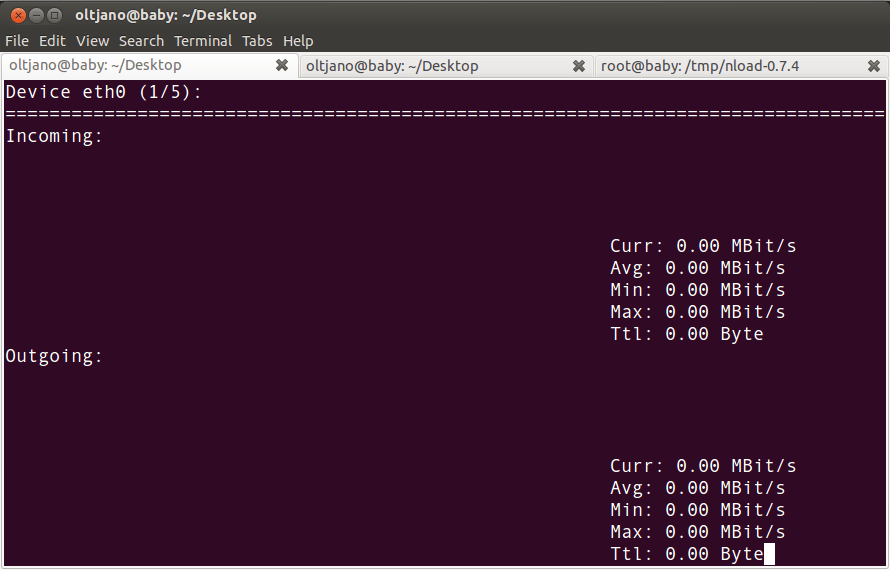 oltjano@baby: ~/Desktop
File Edit View Search Terminal Tabs Help
oltjano@baby: ~/Desktop oltjano@baby: ~/Desktop root@baby: /tmp/nload-0.7.4
Device eth0 (1/5):
================================================================================
Incoming:
Curr: 0.00 MBit/s
Avg: 0.00 MBit/s
Min: 0.00 MBit/s
Max: 0.00 MBit/s
Ttl: 0.00 Byte
Outgoing:
Curr: 0.00 MBit/s
Avg: 0.00 MBit/s
Min: 0.00 MBit/s
Max: 0.00 MBit/s
Ttl: 0.00 Byte